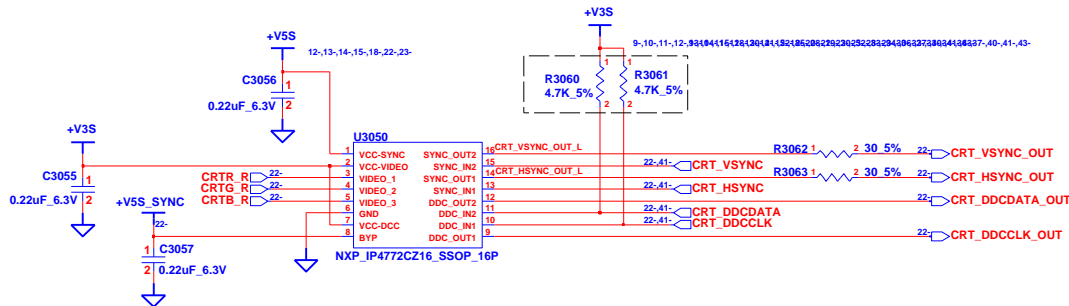 +V5S
12-,13-,14-,15-,18-,22-,23-
+V3S
C3056
1
0.22uF_6.3V
2
R3060
4.7K_5%
1
2
R3061
4.7K_5%
1
2
+V3S
C3055
1
0.22uF_6.3V
2
CRTR_R 22-
CRTG_R 22-
CRTB_R 22-
+V5S_SYNC
22-
C3057
1
0.22uF_6.3V
2
U3050
1 VCC-SYNC SYNC_OUT2 16 CRT_VSYNC_OUT_L
2 VCC-VIDEO SYNC_IN2 15
3 VIDEO_1 SYNC_OUT1 14 CRT_HSYNC_OUT_L
4 VIDEO_2 SYNC_IN1 13
5 VIDEO_3 DDC_OUT2 12
6 GND DDC_IN2 11
7 VCC-DCC DDC_IN1 10
8 BYP DDC_OUT1 9
NXP_IP4772CZ16_SSOP_16P
R3062 1 2 30_5% 22- CRT_VSYNC_OUT
22-,41- CRT_VSYNC
R3063 1 2 30_5% 22- CRT_HSYNC_OUT
22-,41- CRT_HSYNC
22- CRT_DDCDATA_OUT
22-,41- CRT_DDCDATA
22-,41- CRT_DDCCLK
22- CRT_DDCCLK_OUT